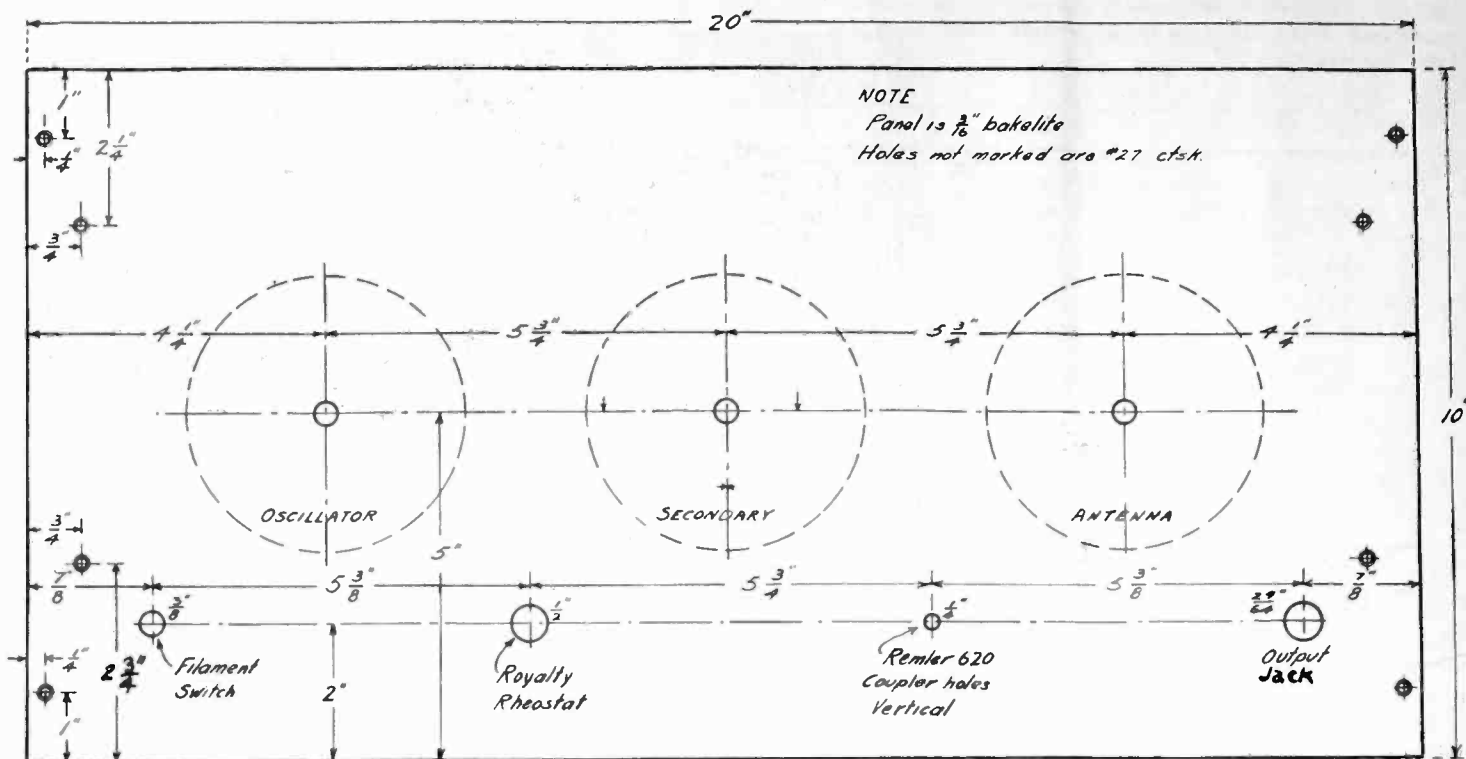 20"
NOTE
Panel is 3/16" bakelite
Holes not marked are #27 ctsk.
1"
2 1/4"
1/4"
3/4"
4 1/4"
5 3/4"
5 3/4"
4 1/4"
10"
OSCILLATOR
SECONDARY
ANTENNA
3/4"
5"
7/8"
5 3/8"
5 3/4"
5 3/8"
7/8"
3/8"
1/2"
1/4"
29/64"
1/4"
2 3/4"
Filament
Switch
2"
Royalty
Rheostat
Remler 620
Coupler holes
Vertical
Output
Jack
1"